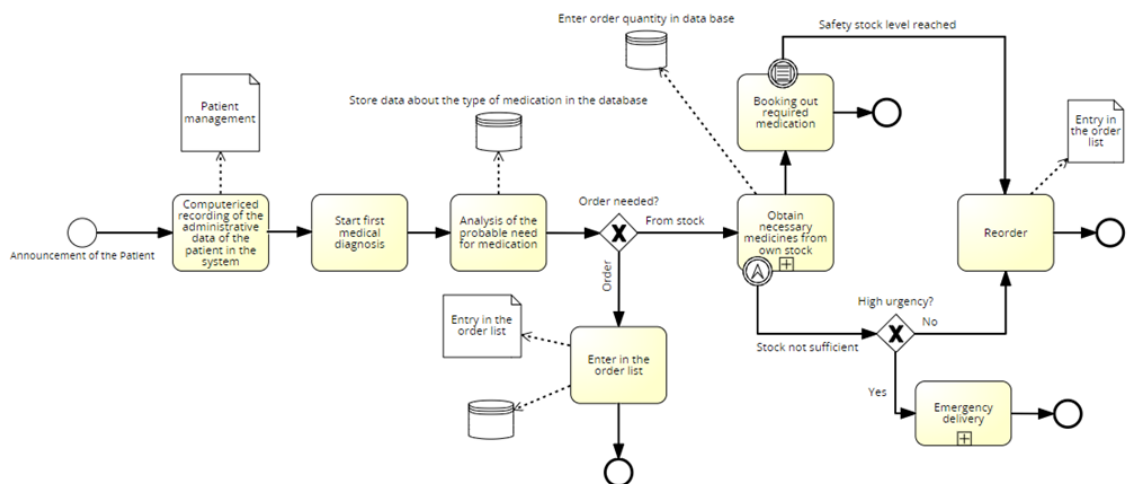 Enter order quantity in data base
Safety stock level reached
Patient
management
Store data about the type of medication in the database
Booking out
required
medication
Entry in
the order
list
Computericed
recording of the
administrative
data of the
patient in the
system
Start first
medical
diagnosis
Analysis of the
probable need
for medication
Order needed?
From stock
Obtain
necessary
medicines from
own stock
Reorder
Announcement of the Patient
Order
High urgency?
No
Entry in the
order list
Stock not sufficient
Enter in the
order list
Yes
Emergency
delivery